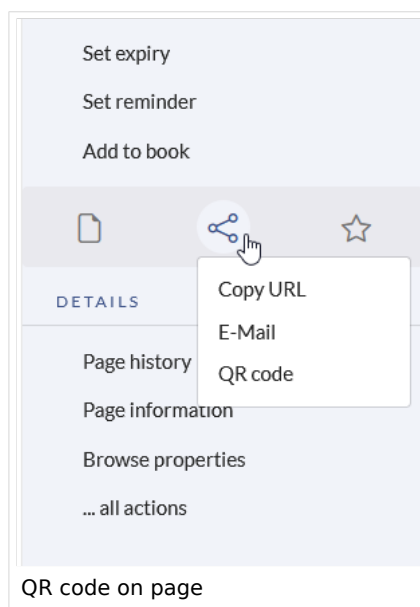 Set expiry
Set reminder
Add to book
Copy URL
DETAILS
E-Mail
Page history
QR code
Page information
Browse properties
... all actions
QR code on page